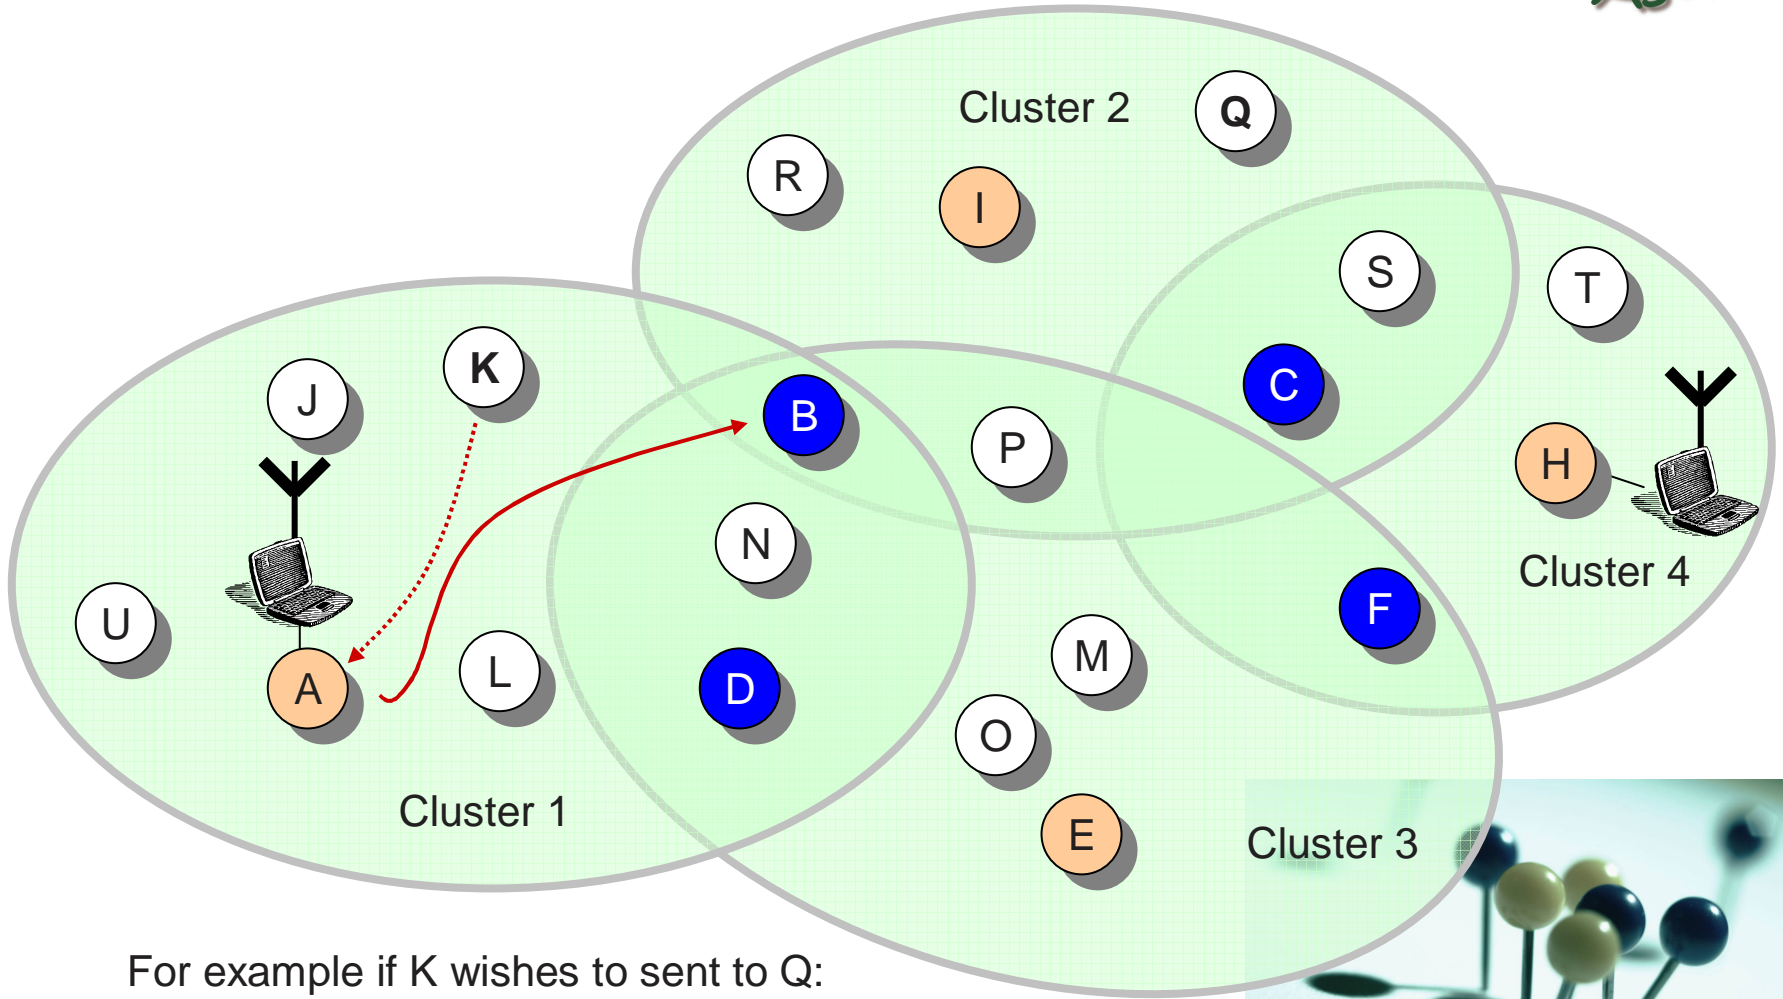 Cluster 2
Q
R
I
S
T
K
J
B
C
P
H
N
Cluster 4
F
U
M
L
A
D
O
Cluster 1
E
Cluster 3
For example if K wishes to sent to Q: